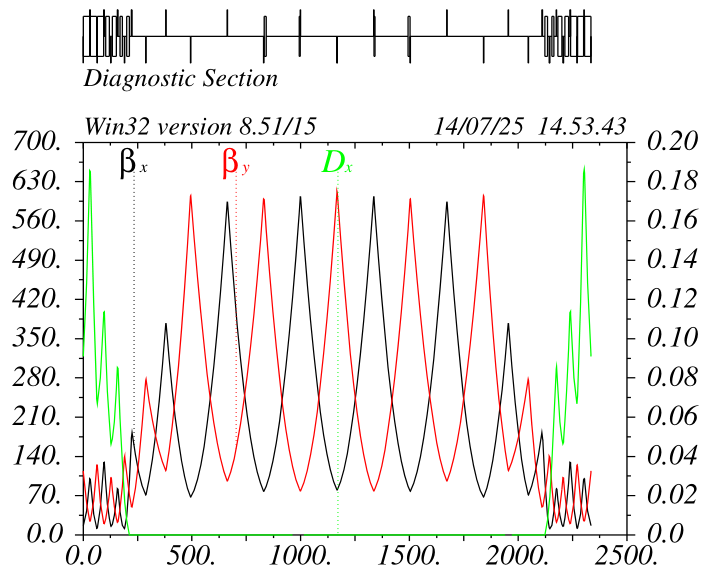 Diagnostic Section
Win32 version 8.51/15 14/07/25 14.53.43
700. 0.20
βx βy Dx
630. 0.18
560. 0.16
490. 0.14
420. 0.12
350. 0.10
280. 0.08
210. 0.06
140. 0.04
70. 0.02
0.0 0.0
0.0 500. 1000. 1500. 2000. 2500.